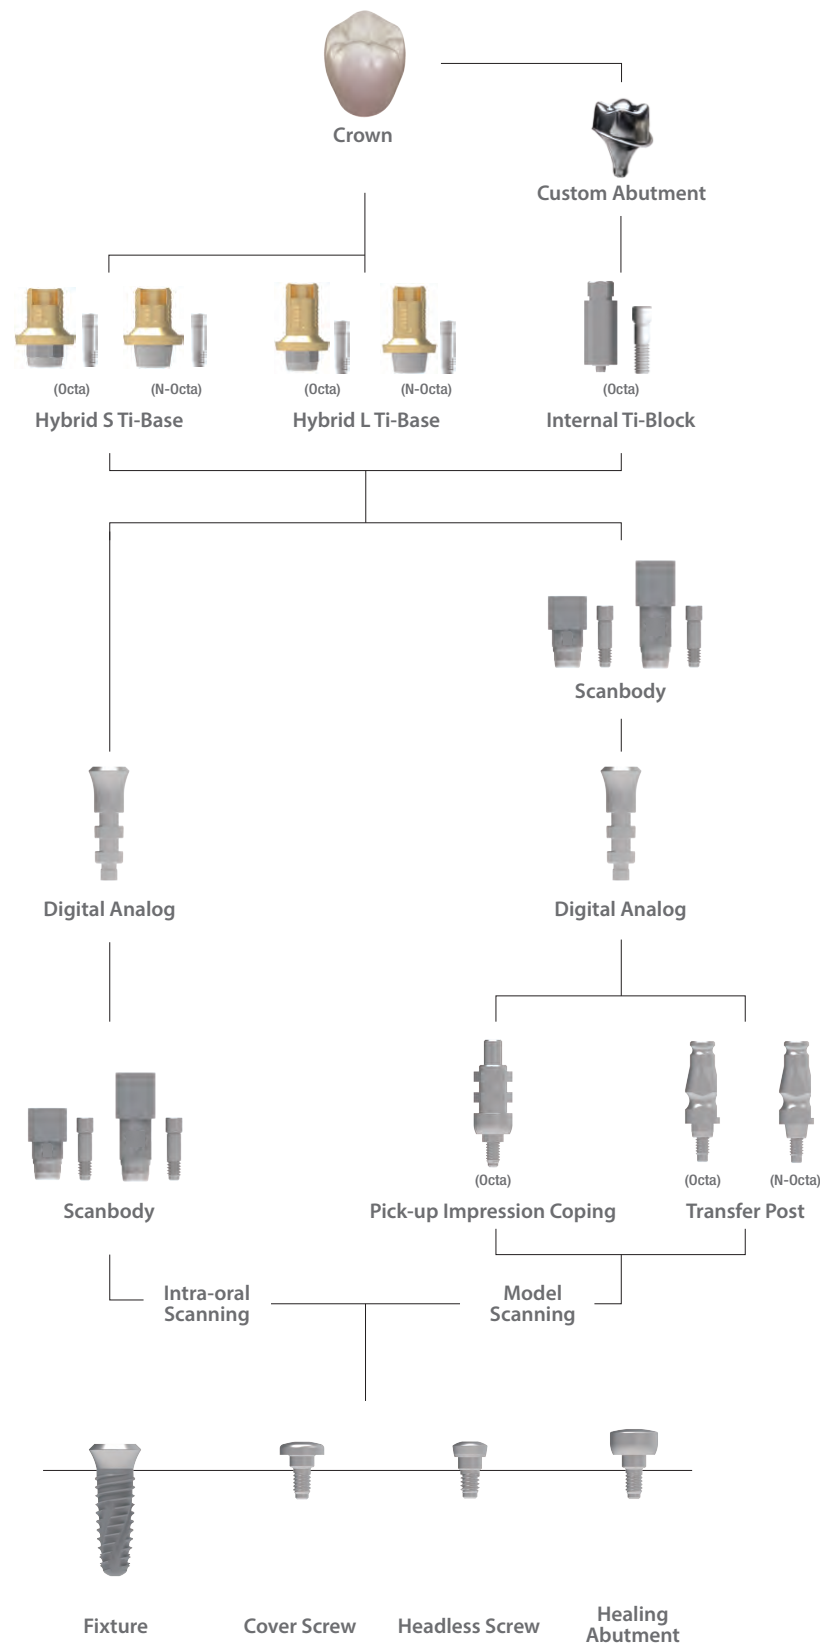 Crown
Custom Abutment
(Octa)
(N-Octa)
(Octa)
(N-Octa)
(Octa)
Hybrid S Ti-Base
Hybrid L Ti-Base
Internal Ti-Block
Scanbody
Digital Analog
Digital Analog
(Octa)
(Octa)
(N-Octa)
Scanbody
Pick-up Impression Coping
Transfer Post
Intra-oral
Scanning
Model
Scanning
Fixture
Cover Screw
Headless Screw
Healing
Abutment